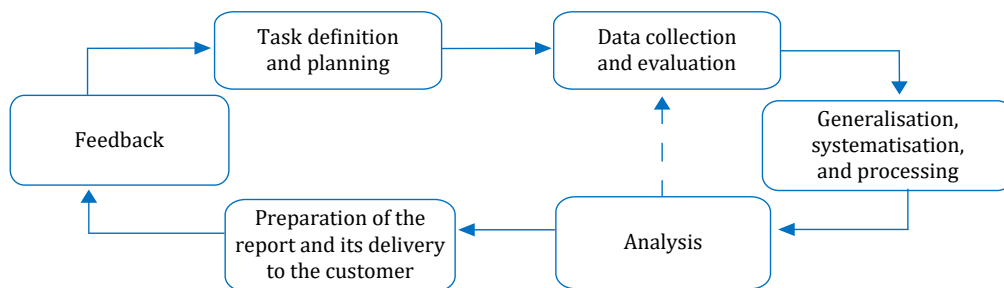 Task definition
and planning
Data collection
and evaluation
Feedback
Generalisation,
systematisation,
and processing
Preparation of the
report and its delivery
to the customer
Analysis